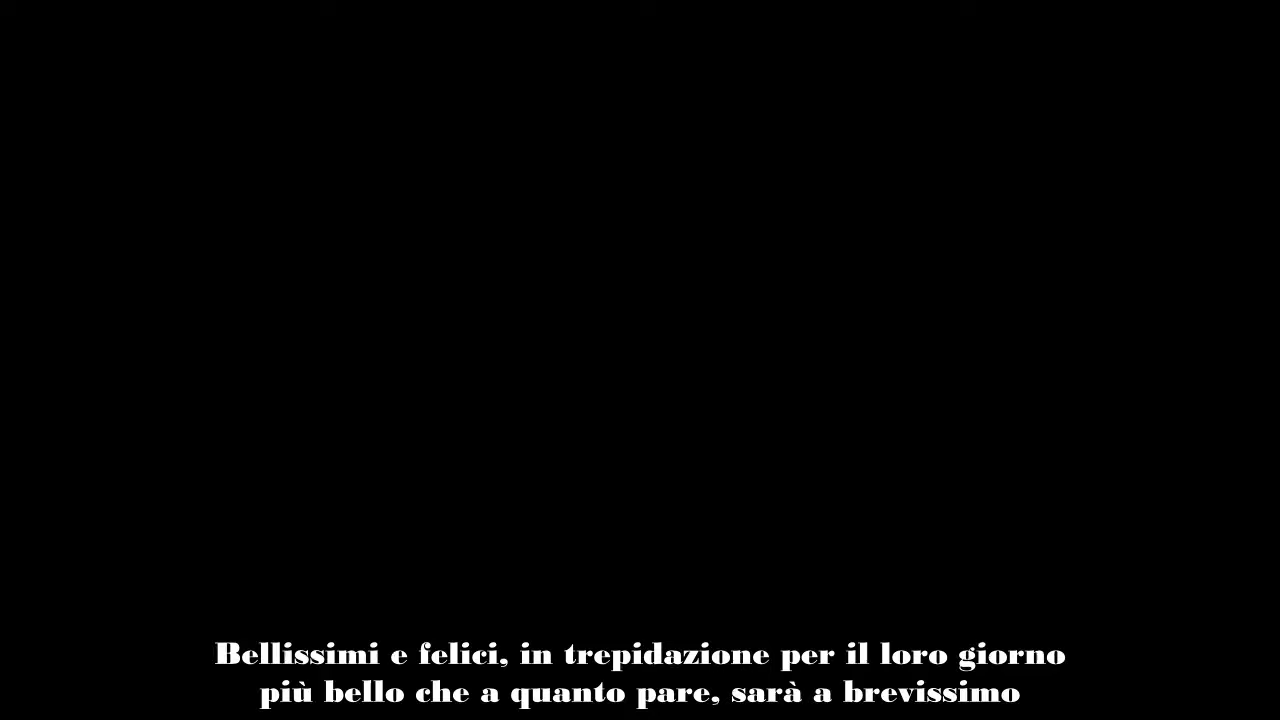 Bellissimi e felici, in trepidazione per il loro giorno
più bello che a quanto pare, sarà a brevissimo